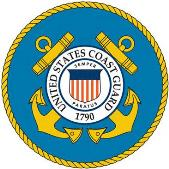 UNITED STATES COAST GUARD
SEMPER
PARATUS
1790